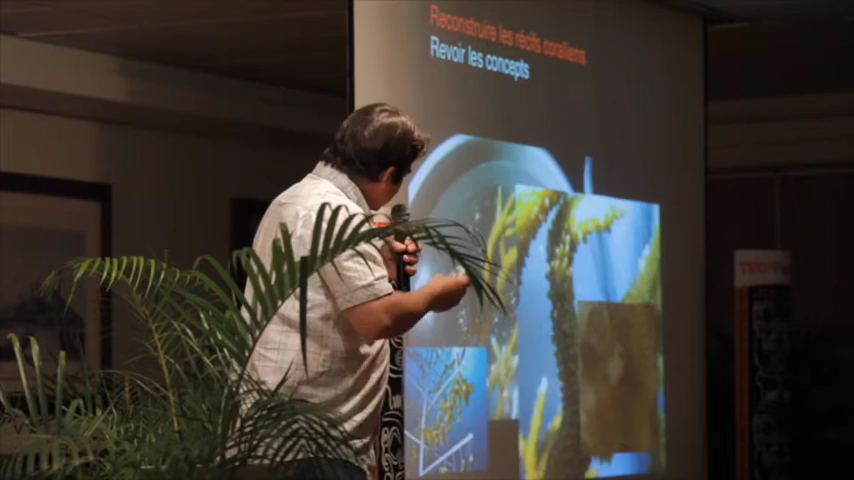 Reconstruire les récifs coralliens
Revoir les concepts